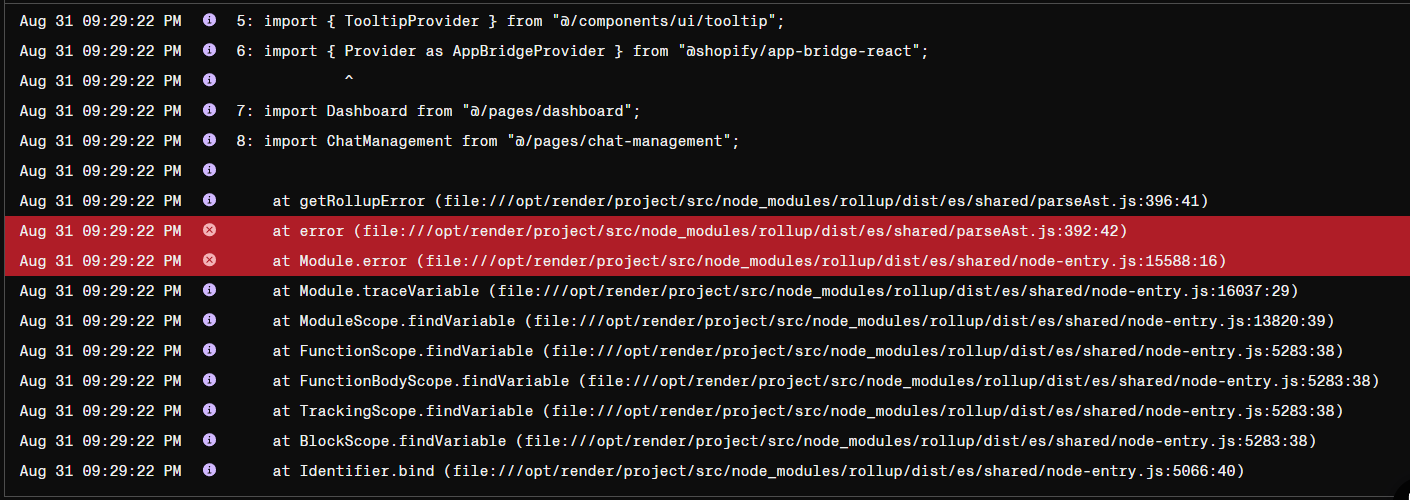 Aug 31 09:29:22 PM 5: import { TooltipProvider } from "@/components/ui/tooltip";
Aug 31 09:29:22 PM 6: import { Provider as AppBridgeProvider } from "@shopify/app-bridge-react";
Aug 31 09:29:22 PM ^
Aug 31 09:29:22 PM 7: import Dashboard from "@/pages/dashboard";
Aug 31 09:29:22 PM 8: import ChatManagement from "@/pages/chat-management";
Aug 31 09:29:22 PM
Aug 31 09:29:22 PM at getRollupError (file:///opt/render/project/src/node_modules/rollup/dist/es/shared/parseAst.js:396:41)
Aug 31 09:29:22 PM at error (file:///opt/render/project/src/node_modules/rollup/dist/es/shared/parseAst.js:392:42)
Aug 31 09:29:22 PM at Module.error (file:///opt/render/project/src/node_modules/rollup/dist/es/shared/node-entry.js:15588:16)
Aug 31 09:29:22 PM at Module.traceVariable (file:///opt/render/project/src/node_modules/rollup/dist/es/shared/node-entry.js:16037:29)
Aug 31 09:29:22 PM at ModuleScope.findVariable (file:///opt/render/project/src/node_modules/rollup/dist/es/shared/node-entry.js:13820:39)
Aug 31 09:29:22 PM at FunctionScope.findVariable (file:///opt/render/project/src/node_modules/rollup/dist/es/shared/node-entry.js:5283:38)
Aug 31 09:29:22 PM at FunctionBodyScope.findVariable (file:///opt/render/project/src/node_modules/rollup/dist/es/shared/node-entry.js:5283:38)
Aug 31 09:29:22 PM at TrackingScope.findVariable (file:///opt/render/project/src/node_modules/rollup/dist/es/shared/node-entry.js:5283:38)
Aug 31 09:29:22 PM at BlockScope.findVariable (file:///opt/render/project/src/node_modules/rollup/dist/es/shared/node-entry.js:5283:38)
Aug 31 09:29:22 PM at Identifier.bind (file:///opt/render/project/src/node_modules/rollup/dist/es/shared/node-entry.js:5066:40)